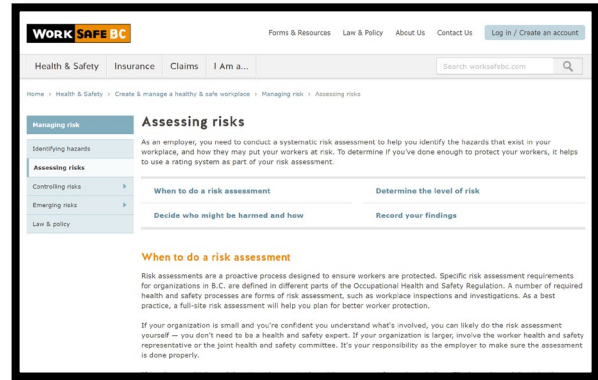 WORK SAFE BC
Forms & Resources Law & Policy About Us Contact Us Log in / Create an account
Health & Safety Insurance Claims I Am a... Search worksafebc.com
Home › Health & Safety › Create & manage a healthy & safe workplace › Managing risk › Assessing risks
Managing risk
Identifying hazards
Assessing risks
Controlling risks
Emerging risks
Law & policy
Assessing risks
As an employer, you need to conduct a systematic risk assessment to help you identify the hazards that exist in your
workplace, and how they may put your workers at risk. To determine if you've done enough to protect your workers, it helps
to use a rating system as part of your risk assessment.
When to do a risk assessment Determine the level of risk
Decide who might be harmed and how Record your findings
When to do a risk assessment
Risk assessments are a proactive process designed to ensure workers are protected. Specific risk assessment requirements
for organizations in B.C. are defined in different parts of the Occupational Health and Safety Regulation. A number of required
health and safety processes are forms of risk assessment, such as workplace inspections and investigations. As a best
practice, a full-site risk assessment will help you plan for better worker protection.
If your organization is small and you're confident you understand what's involved, you can likely do the risk assessment
yourself — you don't need to be a health and safety expert. If your organization is larger, involve the worker health and safety
representative or the joint health and safety committee. It's your responsibility as the employer to make sure the assessment
is done properly.